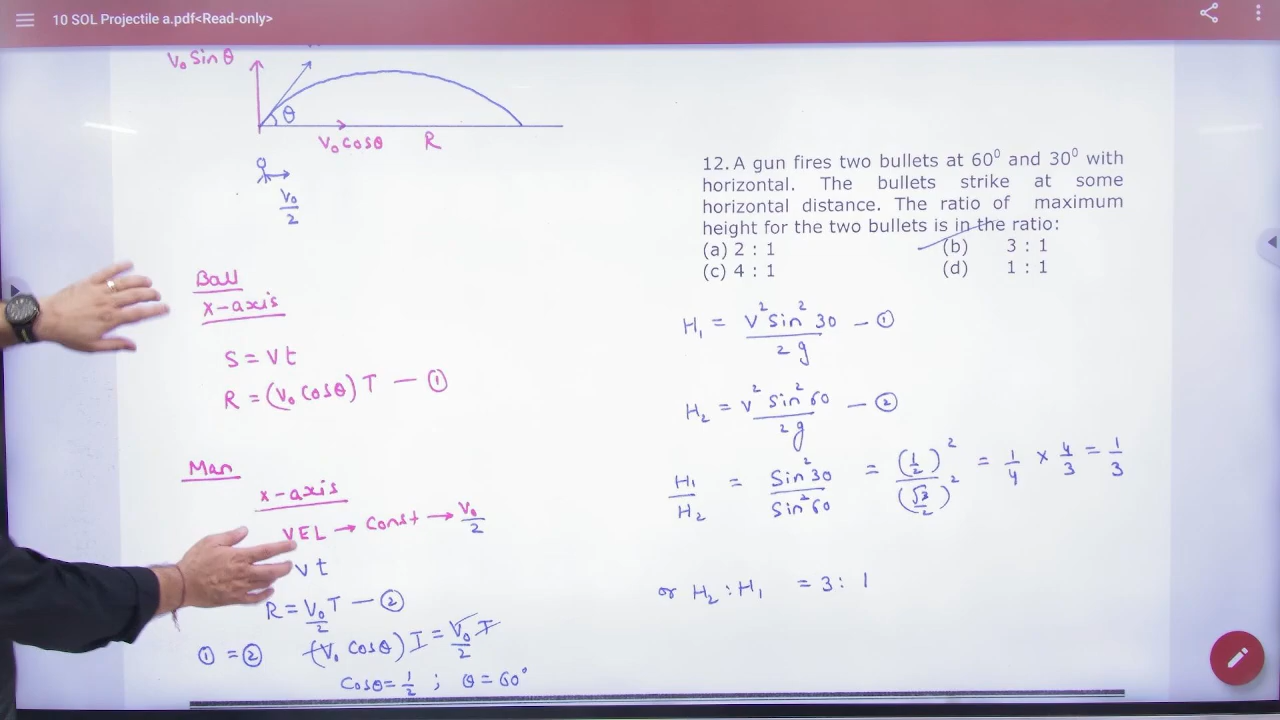 10 SOL Projectile a.pdf<Read-only>
V₀ Sin θ
θ
V₀ cosθ R
V₀/2
Ball
x-axis
S = V t
R = (V₀ Cosθ) T — ①
Man
x-axis
VEL → Const → V₀/2
v t
R = V₀/2 T — ②
① = ② (V₀ Cosθ) T = V₀/2 T
Cosθ = 1/2 ; θ = 60°
12. A gun fires two bullets at 60⁰ and 30⁰ with
horizontal. The bullets strike at some
horizontal distance. The ratio of maximum
height for the two bullets is in the ratio:
(a) 2 : 1 (b) 3 : 1
(c) 4 : 1 (d) 1 : 1
H₁ = V² Sin² 30 / 2g — ①
H₂ = V² Sin² 60 / 2g — ②
H₁/H₂ = Sin² 30 / Sin² 60 = (1/2)² / (√3/2)² = 1/4 × 4/3 = 1/3
or H₂ : H₁ = 3 : 1